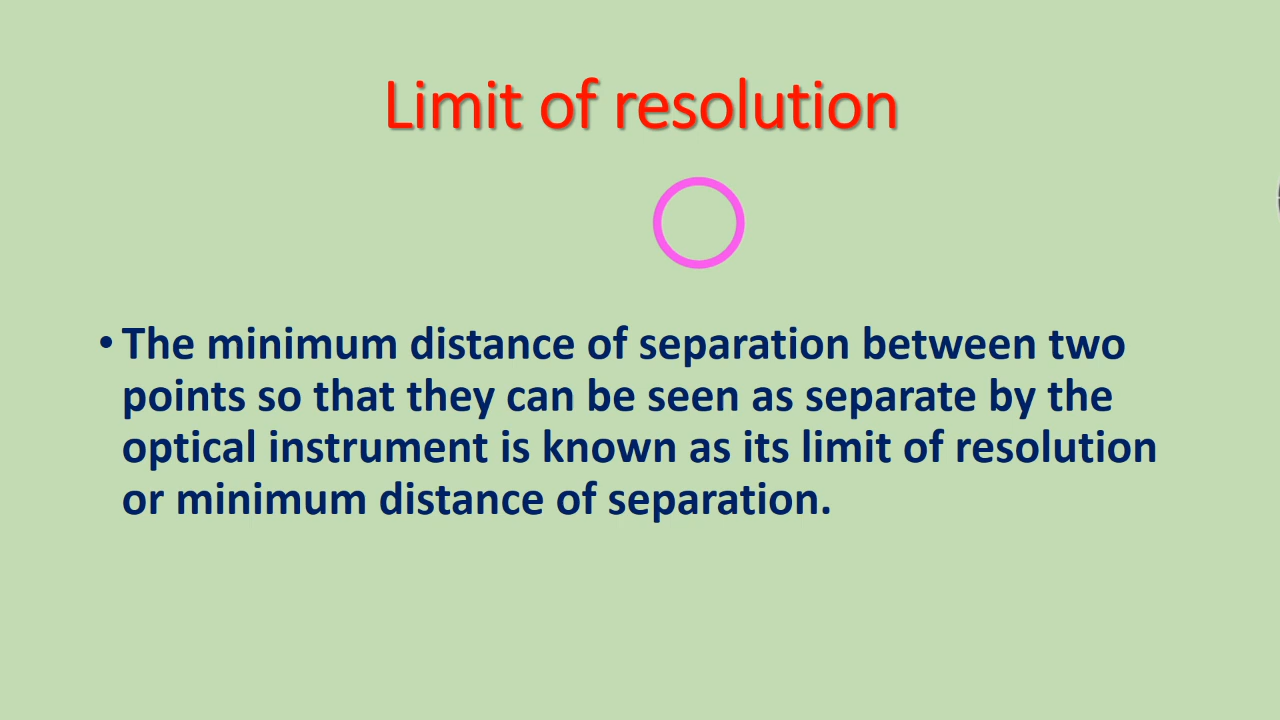 Limit of resolution
• The minimum distance of separation between two
points so that they can be seen as separate by the
optical instrument is known as its limit of resolution
or minimum distance of separation.